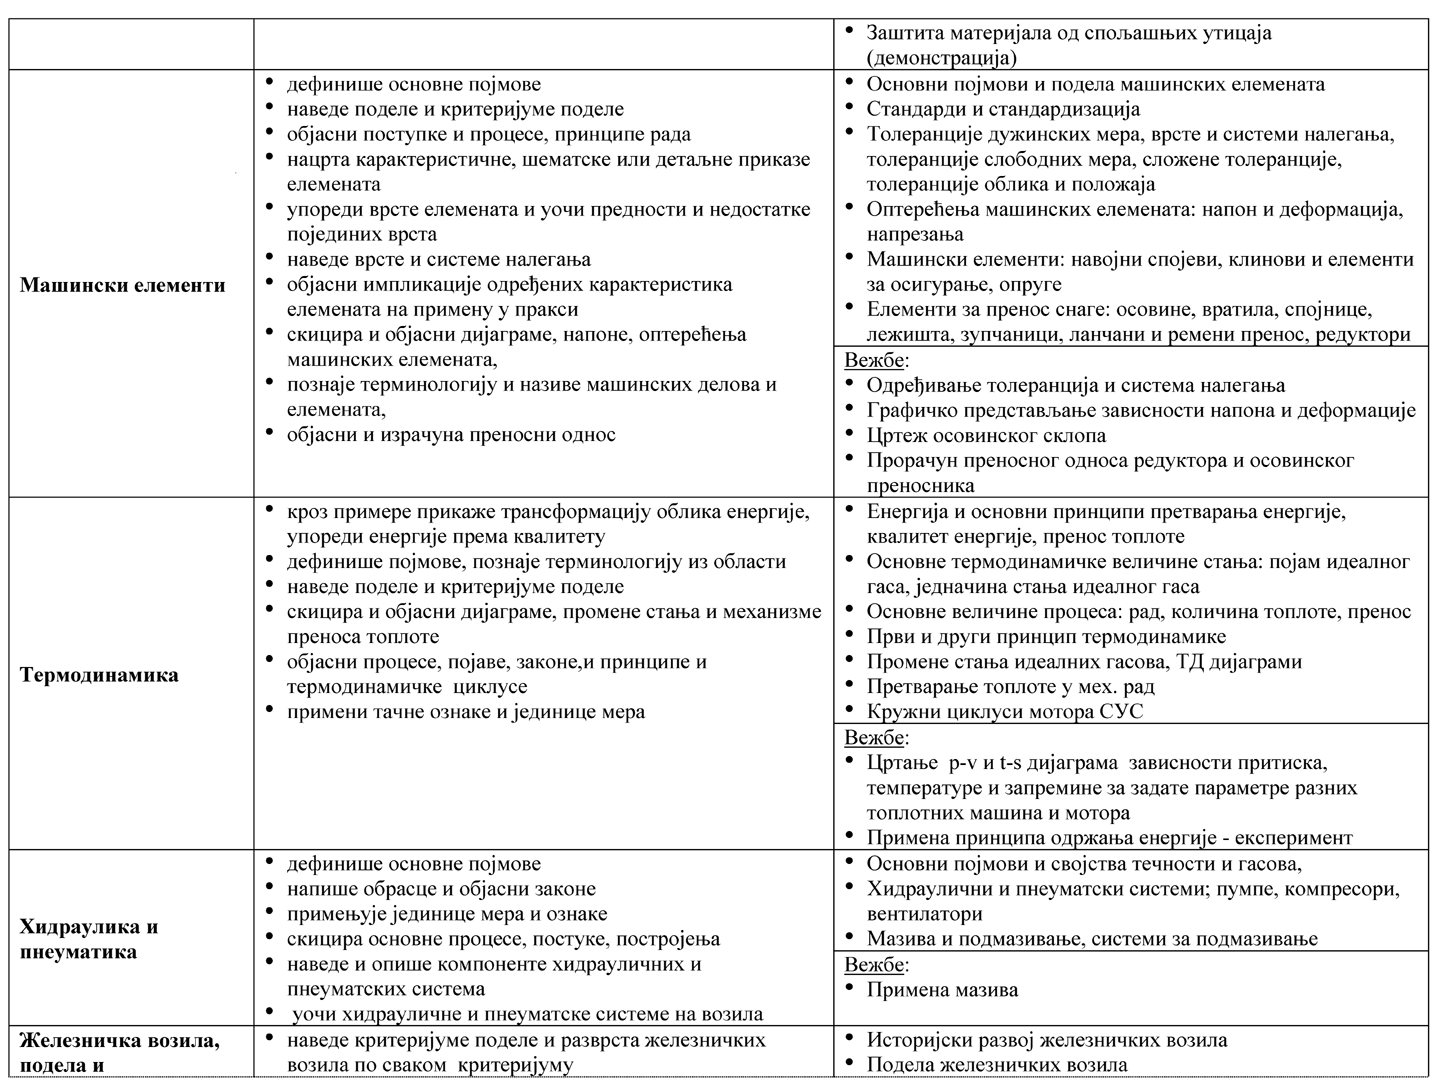 • Заштита материјала од спољашњих утицаја
(демонстрација)
Машински елементи
• дефинише основне појмове
• наведе поделе и критеријуме поделе
• објасни поступке и процесе, принципе рада
• нацрта карактеристичне, шематске или детаљне приказе
елемената
• упореди врсте елемената и уочи предности и недостатке
појединих врста
• наведе врсте и системе налегања
• објасни импликације одређених карактеристика
елемената на примену у пракси
• скицира и објасни дијаграме, напоне, оптерећења
машинских елемената,
• познаје терминологију и називе машинских делова и
елемената,
• објасни и израчуна преносни однос
• Основни појмови и подела машинских елемената
• Стандарди и стандардизација
• Толеранције дужинских мера, врсте и системи налегања,
толеранције слободних мера, сложене толеранције,
толеранције облика и положаја
• Оптерећења машинских елемената: напон и деформација,
напрезања
• Машински елементи: навојни спојеви, клинови и елементи
за осигурање, опруге
• Елементи за пренос снаге: осовине, вратила, спојнице,
лежишта, зупчаници, ланчани и ремени пренос, редуктори
Вежбе:
• Одређивање толеранција и система налегања
• Графичко представљање зависности напона и деформације
• Цртеж осовинског склопа
• Прорачун преносног односа редуктора и осовинског
преносника
Термодинамика
• кроз примере прикаже трансформацију облика енергије,
упореди енергије према квалитету
• дефинише појмове, познаје терминологију из области
• наведе поделе и критеријуме поделе
• скицира и објасни дијаграме, промене стања и механизме
преноса топлоте
• објасни процесе, појаве, законе,и принципе и
термодинамичке циклусе
• примени тачне ознаке и јединице мера
• Енергија и основни принципи претварања енергије,
квалитет енергије, пренос топлоте
• Основне термодинамичке величине стања: појам идеалног
гаса, једначина стања идеалног гаса
• Основне величине процеса: рад, количина топлоте, пренос
• Први и други принцип термодинамике
• Промене стања идеалних гасова, ТД дијаграми
• Претварање топлоте у мех. рад
• Кружни циклуси мотора СУС
Вежбе:
• Цртање p-v и t-s дијаграма зависности притиска,
температуре и запремине за задате параметре разних
топлотних машина и мотора
• Примена принципа одржања енергије - експеримент
Хидраулика и
пнеуматика
• дефинише основне појмове
• напише обрасце и објасни законе
• примењује јединице мера и ознаке
• скицира основне процесе, постуке, постројења
• наведе и опише компоненте хидрауличних и
пнеуматских система
• уочи хидрауличне и пнеуматске системе на возила
• Основни појмови и својства течности и гасова,
• Хидраулични и пнеуматски системи; пумпе, компресори,
вентилатори
• Мазива и подмазивање, системи за подмазивање
Вежбе:
• Примена мазива
Железничка возила,
подела и
• наведе критеријуме поделе и разврста железничких
возила по сваком критеријуму
• Историјски развој железничких возила
• Подела железничких возила